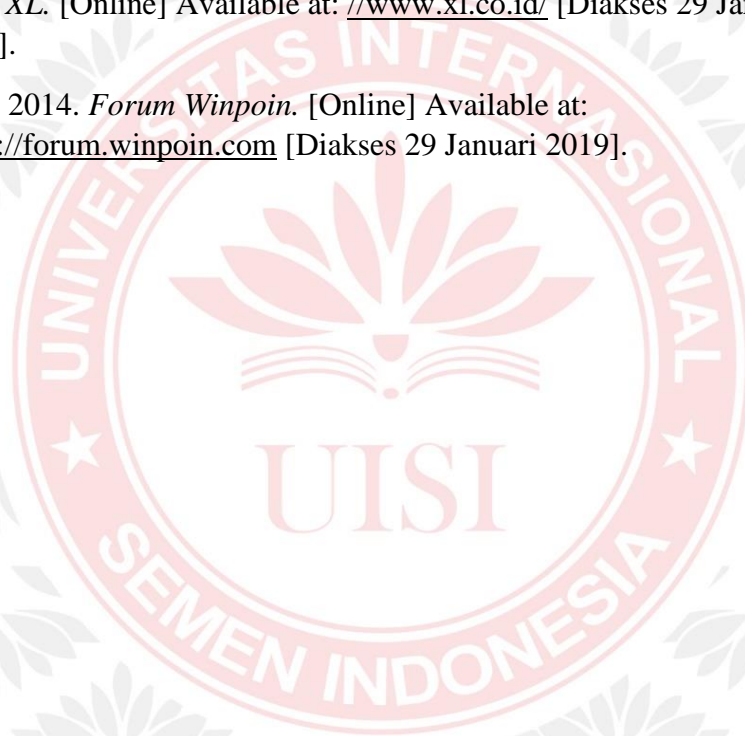 XL. [Online] Available at: //www.xl.co.id/ [Diakses 29 Jan
].
2014. Forum Winpoin. [Online] Available at:
://forum.winpoin.com [Diakses 29 Januari 2019].
UNIVERSITAS INTERNASIONAL
UISI
SEMEN INDONESIA